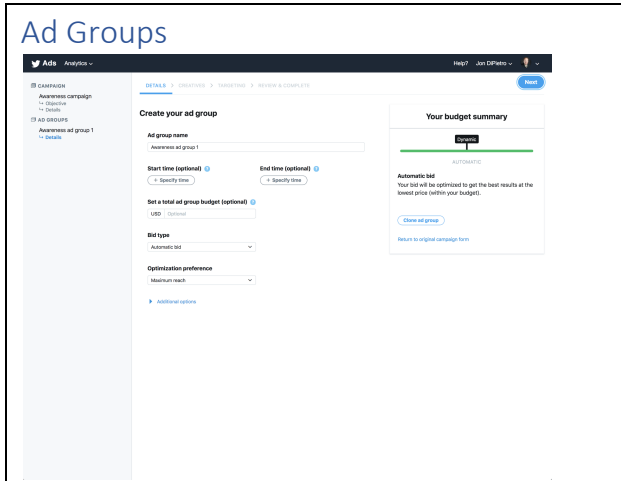 Ad Groups
Ads Analytics Help? Jon DiPietro
CAMPAIGN
Awareness campaign
Objective
Details
AD GROUPS
Awareness ad group 1
Details
DETAILS > CREATIVES > TARGETING > REVIEW & COMPLETE
Next
Create your ad group
Ad group name
Awareness ad group 1
Start time (optional) ? End time (optional) ?
+ Specify time + Specify time
Set a total ad group budget (optional) ?
USD Optional
Bid type
Automatic bid
Optimization preference
Maximum reach
Additional options
Your budget summary
Dynamic
AUTOMATIC
Automatic bid
Your bid will be optimized to get the best results at the
lowest price (within your budget).
Clone ad group
Return to original campaign form